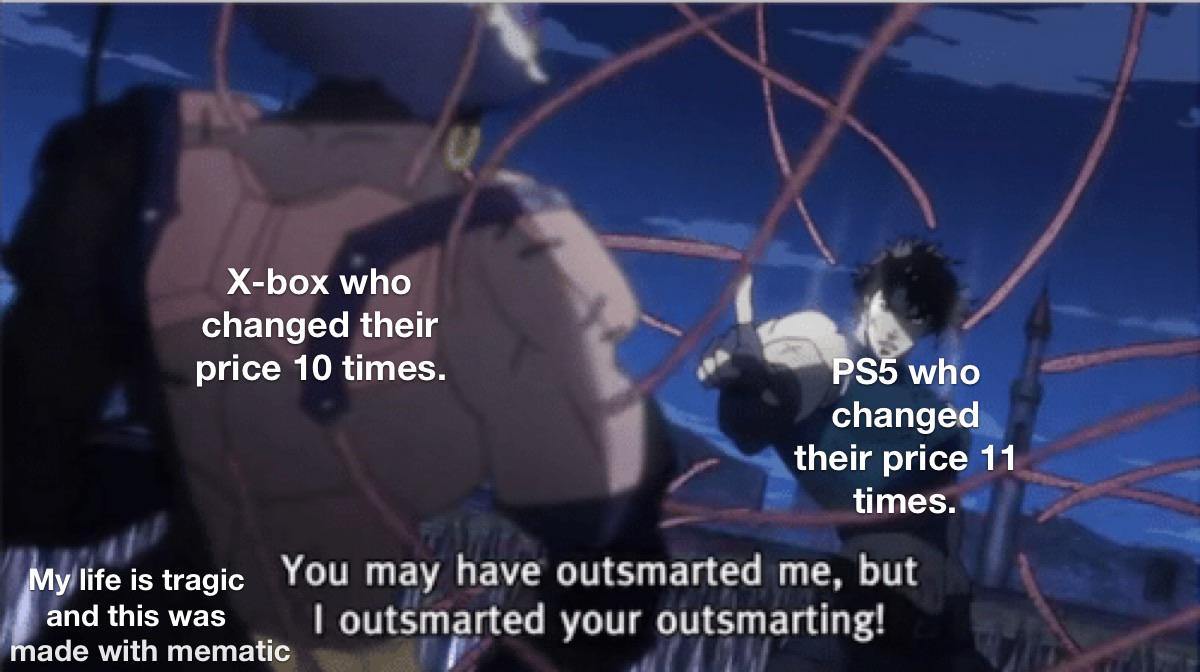 X-box who
changed their
price 10 times.
PS5 who
changed
their price 11
times.
You may have outsmarted me, but
I outsmarted your outsmarting!
My life is tragic
and this was
made with mematic